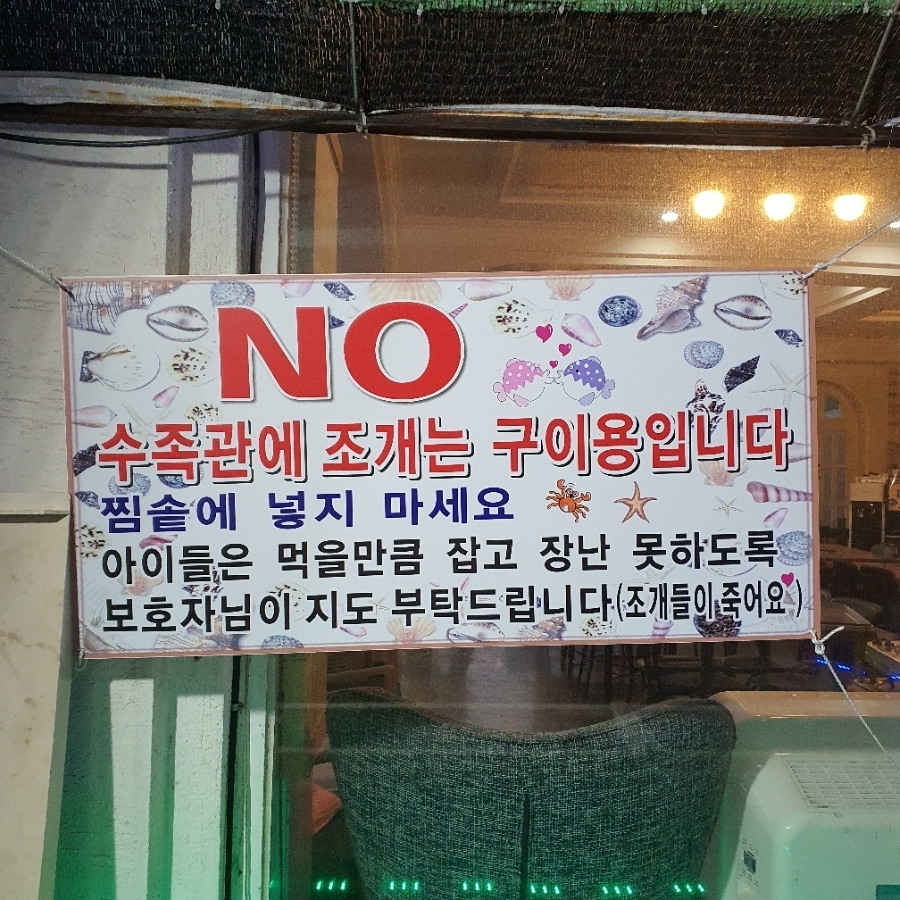 NO
수족관에 조개는 구이용입니다
찜솥에 넣지 마세요
아이들은 먹을만큼 잡고 장난 못하도록
보호자님이 지도 부탁드립니다(조개들이 죽어요)